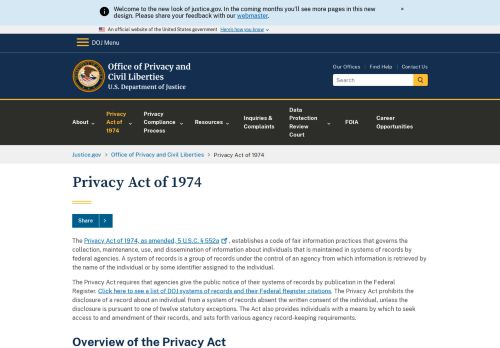 Welcome to the new look of justice.gov. In the coming months you'll see more pages in this new
design. Please share your feedback with our webmaster.
×
An official website of the United States government Here's how you know
DOJ Menu
Office of Privacy and
Civil Liberties
U.S. Department of Justice
Our Offices | Find Help | Contact Us
Search
About
Privacy
Act of
1974
Privacy
Compliance
Process
Resources
Inquiries &
Complaints
Data
Protection
Review
Court
FOIA
Career
Opportunities
Justice.gov > Office of Privacy and Civil Liberties > Privacy Act of 1974
Privacy Act of 1974
Share >
The Privacy Act of 1974, as amended, 5 U.S.C. § 552a , establishes a code of fair information practices that governs the
collection, maintenance, use, and dissemination of information about individuals that is maintained in systems of records by
federal agencies. A system of records is a group of records under the control of an agency from which information is retrieved by
the name of the individual or by some identifier assigned to the individual.
The Privacy Act requires that agencies give the public notice of their systems of records by publication in the Federal
Register. Click here to see a list of DOJ systems of records and their Federal Register citations. The Privacy Act prohibits the
disclosure of a record about an individual from a system of records absent the written consent of the individual, unless the
disclosure is pursuant to one of twelve statutory exceptions. The Act also provides individuals with a means by which to seek
access to and amendment of their records, and sets forth various agency record-keeping requirements.
Overview of the Privacy Act